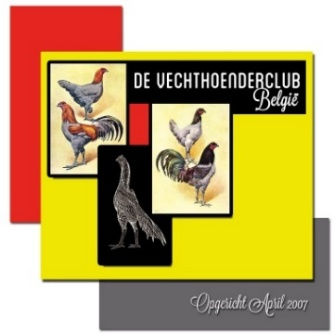 DE VECHTHOENDERCLUB
België
Opgericht April 2007